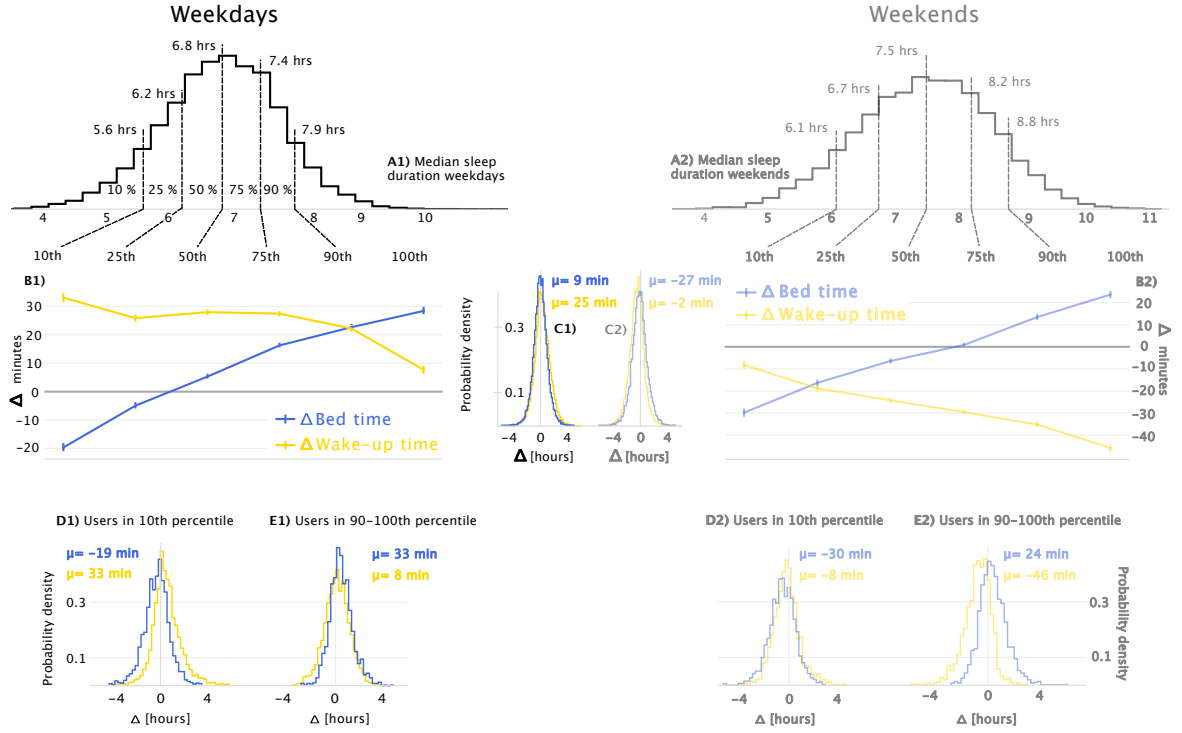 Weekdays
Weekends
6.8 hrs
7.4 hrs
6.2 hrs
5.6 hrs
7.9 hrs
A1) Median sleep
duration weekdays
10 % 25 % 50 % 75 % 90 %
4 5 6 7 8 9 10
10th 25th 50th 75th 90th 100th
7.5 hrs
8.2 hrs
6.7 hrs
6.1 hrs
8.8 hrs
A2) Median sleep
duration weekends
4 5 6 7 8 9 10 11
10th 25th 50th 75th 90th 100th
B1)
30
20
10
0
−10
−20
Δ minutes
Δ Bed time
Δ Wake-up time
μ= 9 min
μ= 25 min
C1)
μ= −27 min
μ= −2 min
C2)
Probability density
0.3
0.1
−4 0 4
−4 0 4
Δ [hours]
Δ [hours]
B2)
Δ Bed time
Δ Wake-up time
20
10
0
−10
−20
−30
−40
Δ minutes
D1) Users in 10th percentile
μ= −19 min
μ= 33 min
E1) Users in 90−100th percentile
μ= 33 min
μ= 8 min
Probability density
0.3
0.1
−4 0 4
0 4
Δ [hours]
Δ [hours]
D2) Users in 10th percentile
μ= −30 min
μ= −8 min
E2) Users in 90−100th percentile
μ= 24 min
μ= −46 min
Probability density
0.3
0.1
−4 0 4
−4 0 4
Δ [hours]
Δ [hours]